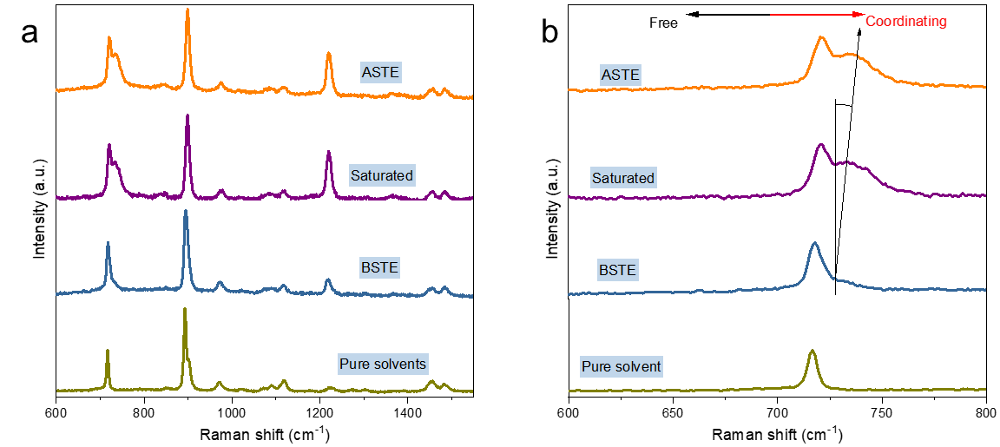 a
ASTE
Saturated
BSTE
Pure solvents
Intensity (a.u.)
600
800
1000
1200
1400
Raman shift (cm⁻¹)
b
Free
Coordinating
ASTE
Saturated
BSTE
Pure solvent
Intensity (a.u.)
600
650
700
750
800
Raman shift (cm⁻¹)